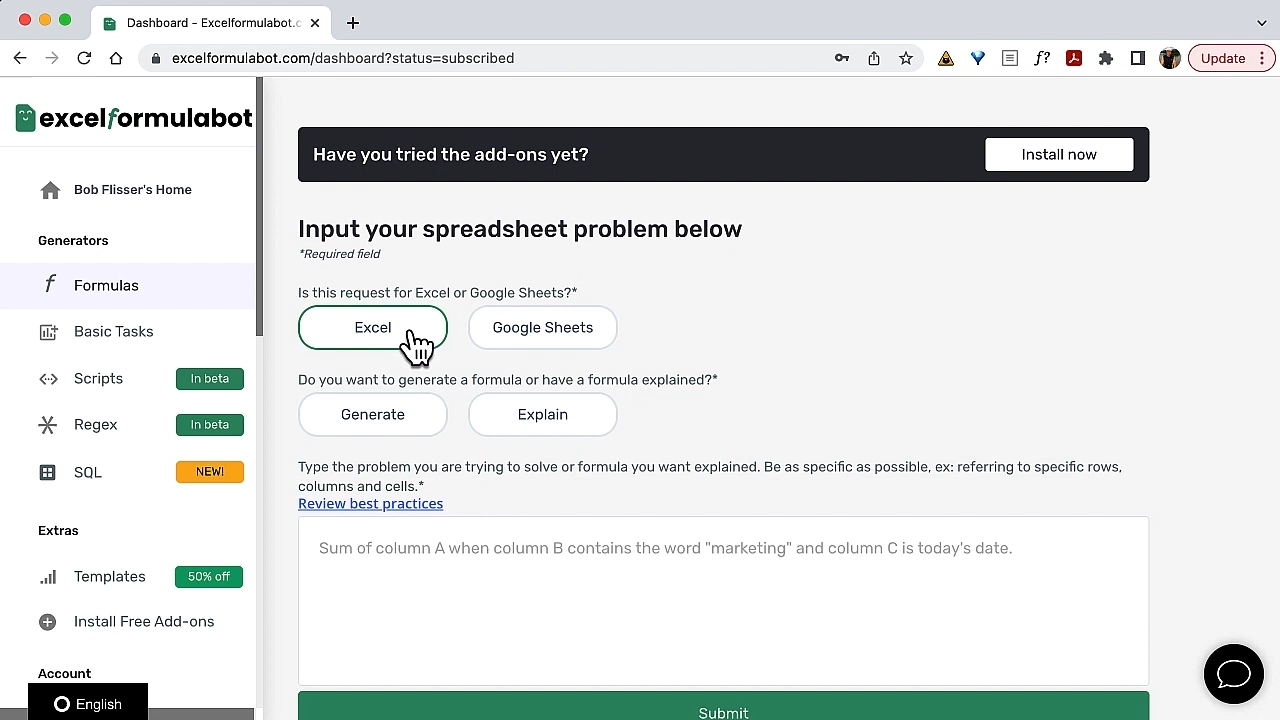 Dashboard - Excelformulabot.c
excelformulabot.com/dashboard?status=subscribed
f?
Update
excelformulabot
Bob Flisser's Home
Generators
f Formulas
Basic Tasks
Scripts In beta
Regex In beta
SQL NEW!
Extras
Templates 50% off
Install Free Add-ons
Account
English
Have you tried the add-ons yet? Install now
Input your spreadsheet problem below
*Required field
Is this request for Excel or Google Sheets?*
Excel Google Sheets
Do you want to generate a formula or have a formula explained?*
Generate Explain
Type the problem you are trying to solve or formula you want explained. Be as specific as possible, ex: referring to specific rows,
columns and cells.*
Review best practices
Sum of column A when column B contains the word "marketing" and column C is today's date.
Submit